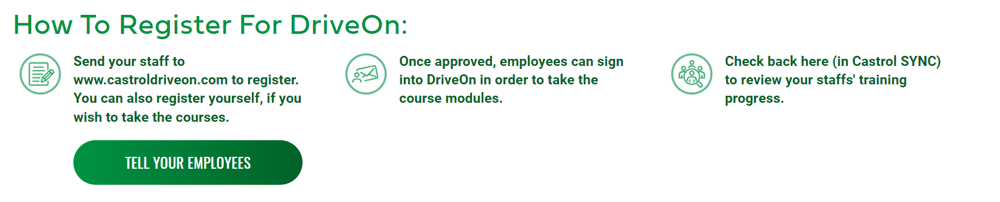 How To Register For DriveOn:
Send your staff to
www.castroldriveon.com to register.
You can also register yourself, if you
wish to take the courses.
TELL YOUR EMPLOYEES
Once approved, employees can sign
into DriveOn in order to take the
course modules.
Check back here (in Castrol SYNC)
to review your staffs' training
progress.